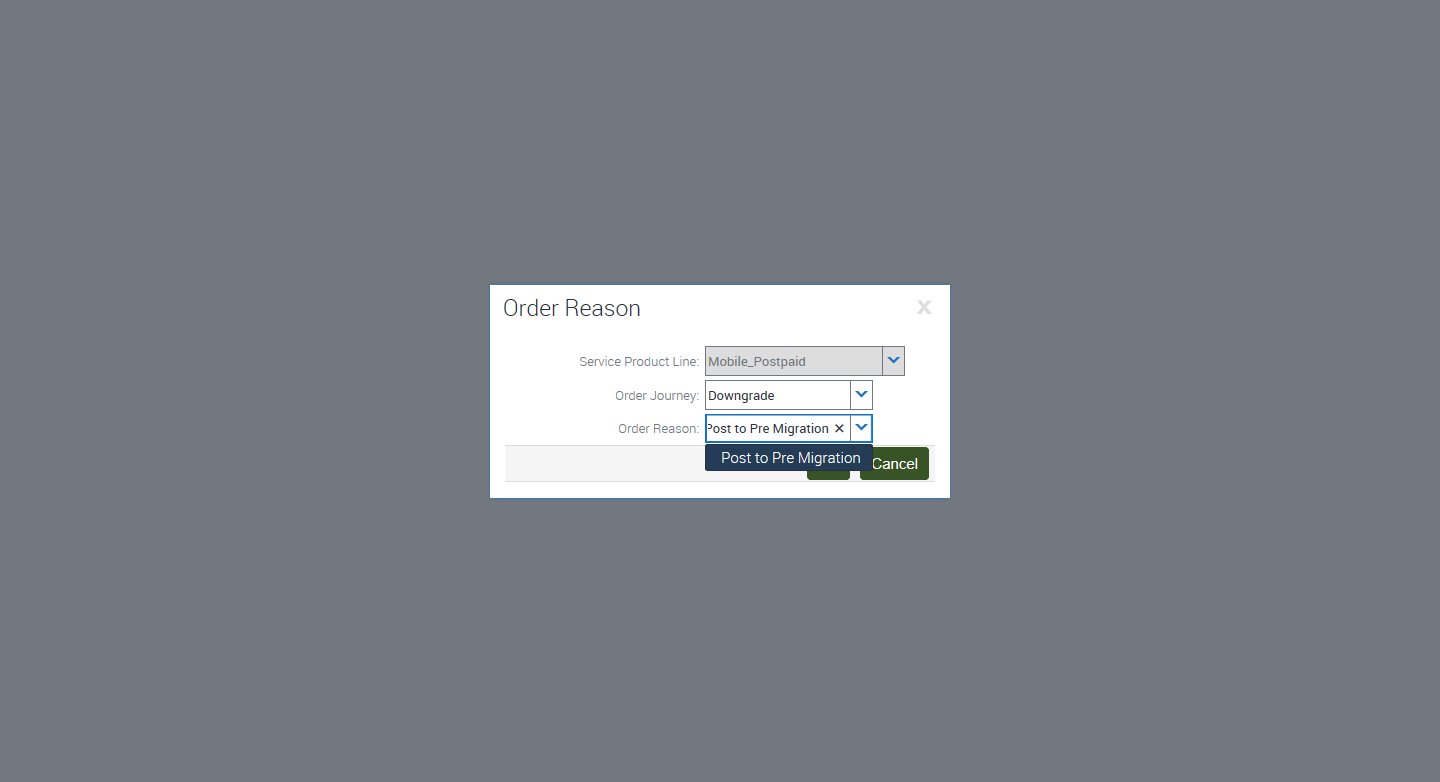 Order Reason
x
Service Product Line: Mobile_Postpaid
Order Journey: Downgrade
Order Reason: Post to Pre Migration ×
Post to Pre Migration
Cancel